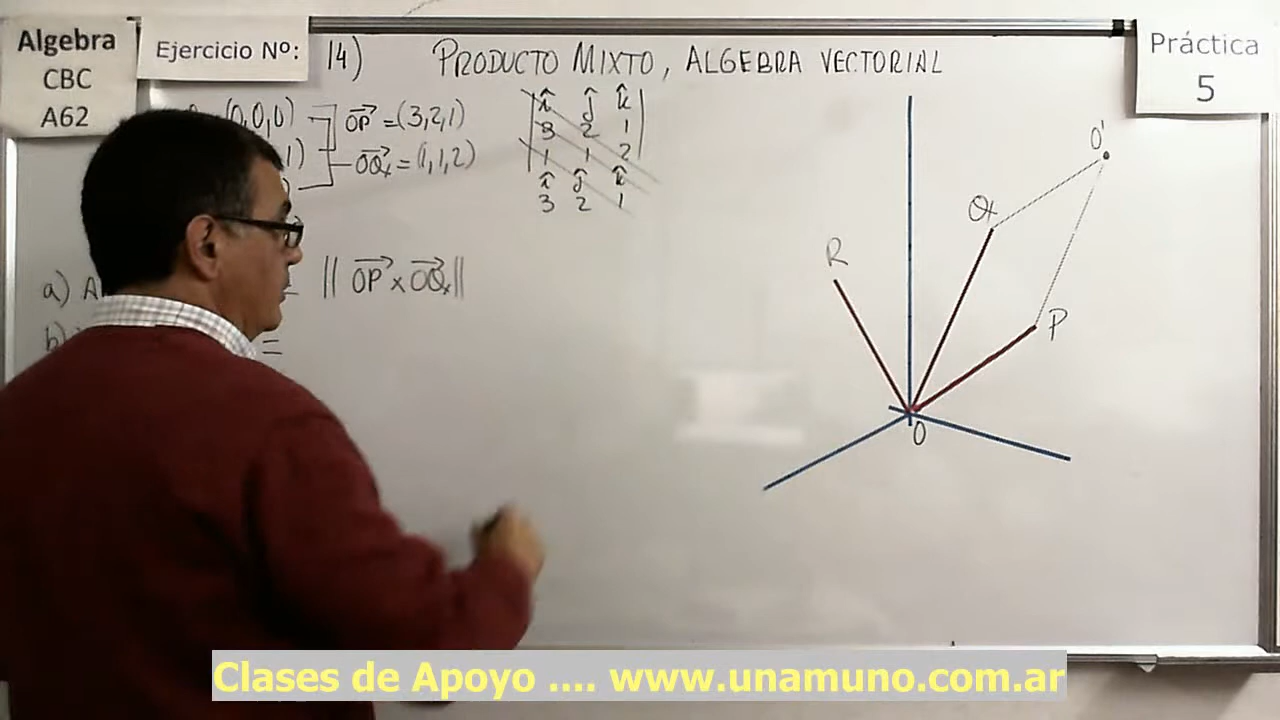 Algebra
CBC
A62
Ejercicio Nº: 14)
PRODUCTO MIXTO, ALGEBRA VECTORIAL
Práctica
5
(0,0,0)
OP = (3,2,1)
1)
OQ = (1,1,2)
i j k
3 2 1
1 1 2
i j k
3 2 1
a) A
|| OP x OQ ||
b)
=
R
Q
O'
P
O
Clases de Apoyo .... www.unamuno.com.ar